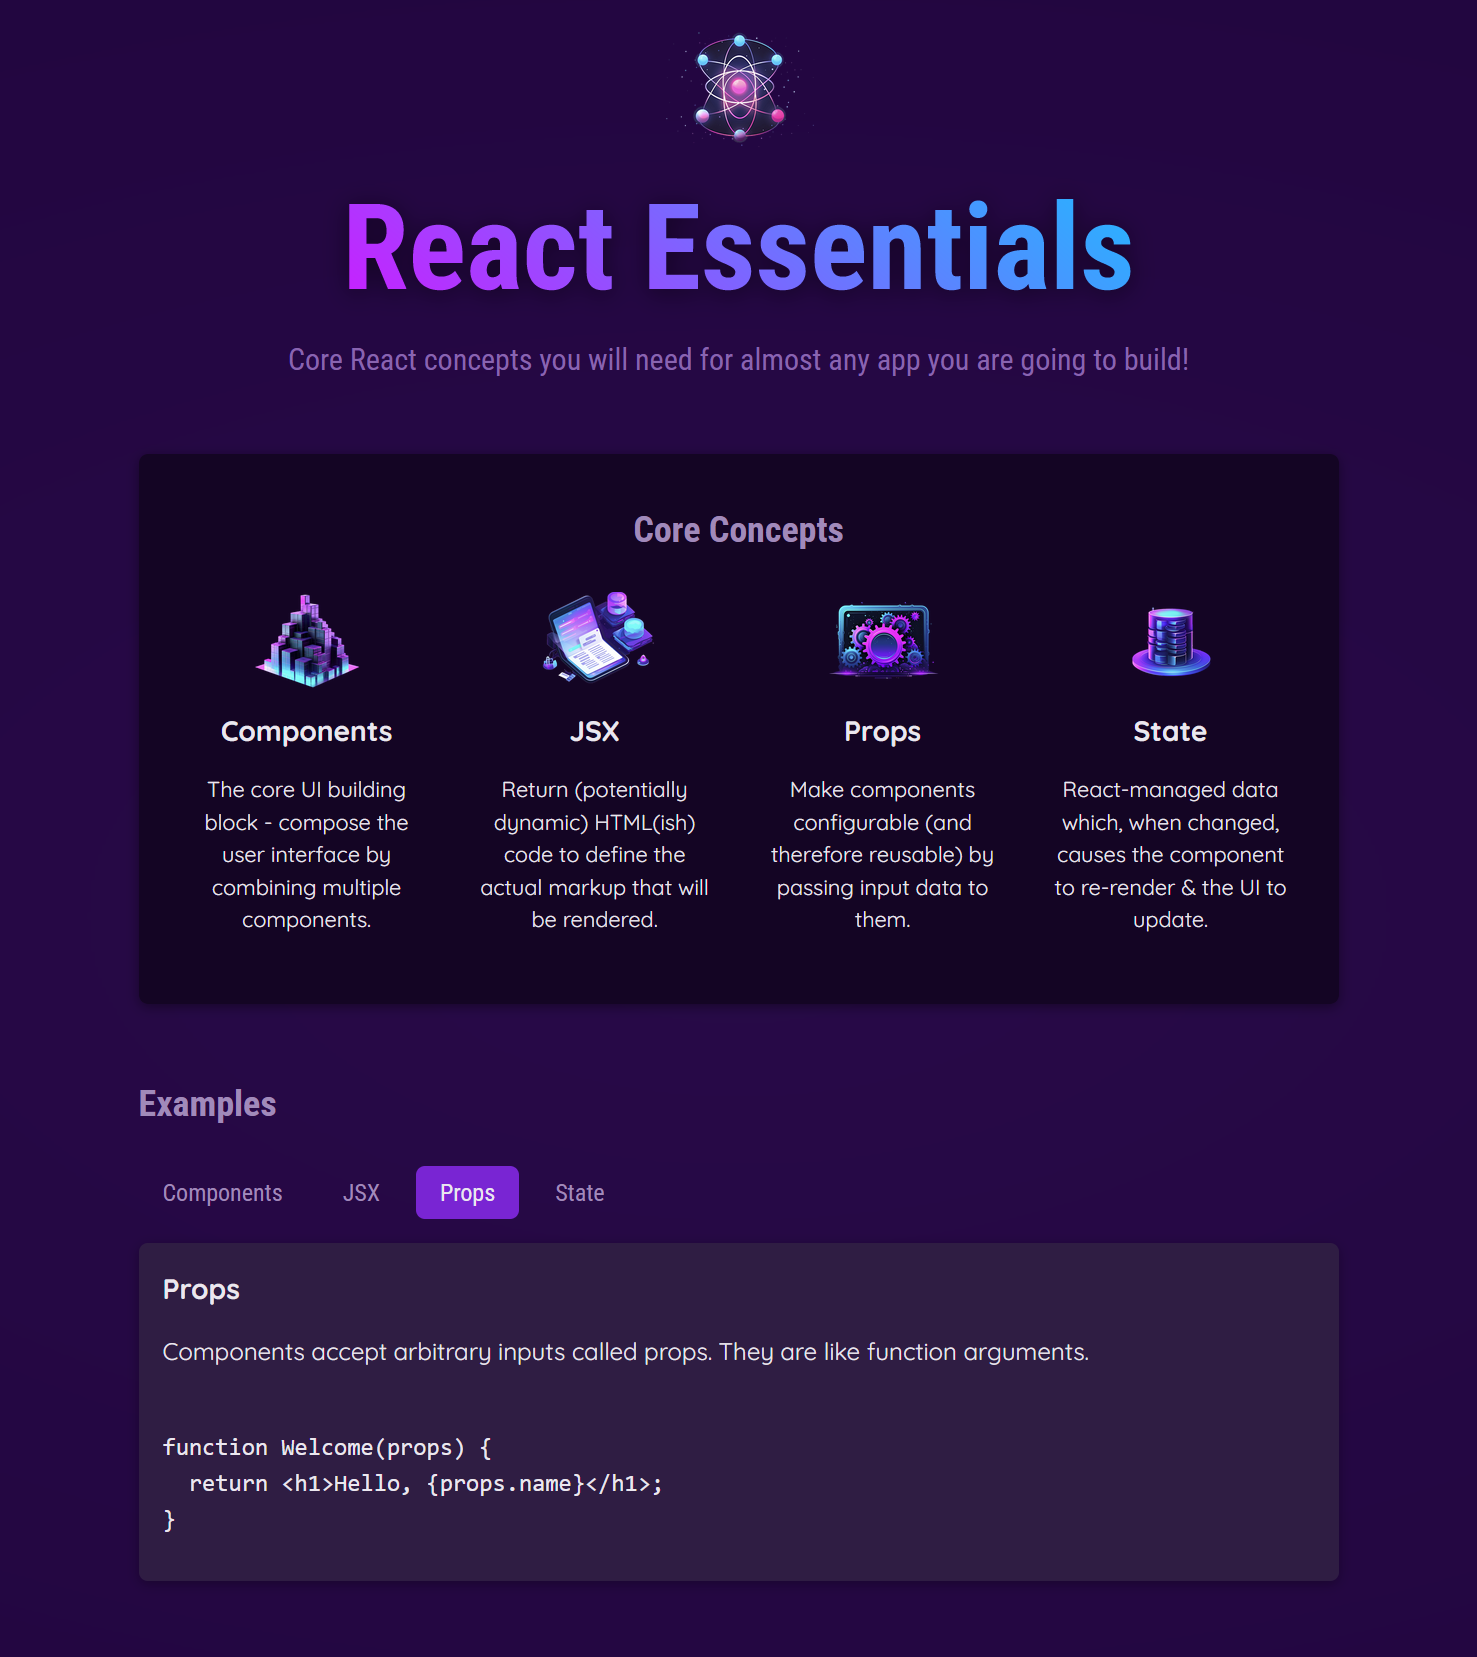 React Essentials
Core React concepts you will need for almost any app you are going to build!
Core Concepts
Components
The core UI building
block - compose the
user interface by
combining multiple
components.
JSX
Return (potentially
dynamic) HTML(ish)
code to define the
actual markup that will
be rendered.
Props
Make components
configurable (and
therefore reusable) by
passing input data to
them.
State
React-managed data
which, when changed,
causes the component
to re-render & the UI to
update.
Examples
Components JSX Props State
Props
Components accept arbitrary inputs called props. They are like function arguments.
function Welcome(props) {
  return <h1>Hello, {props.name}</h1>;
}